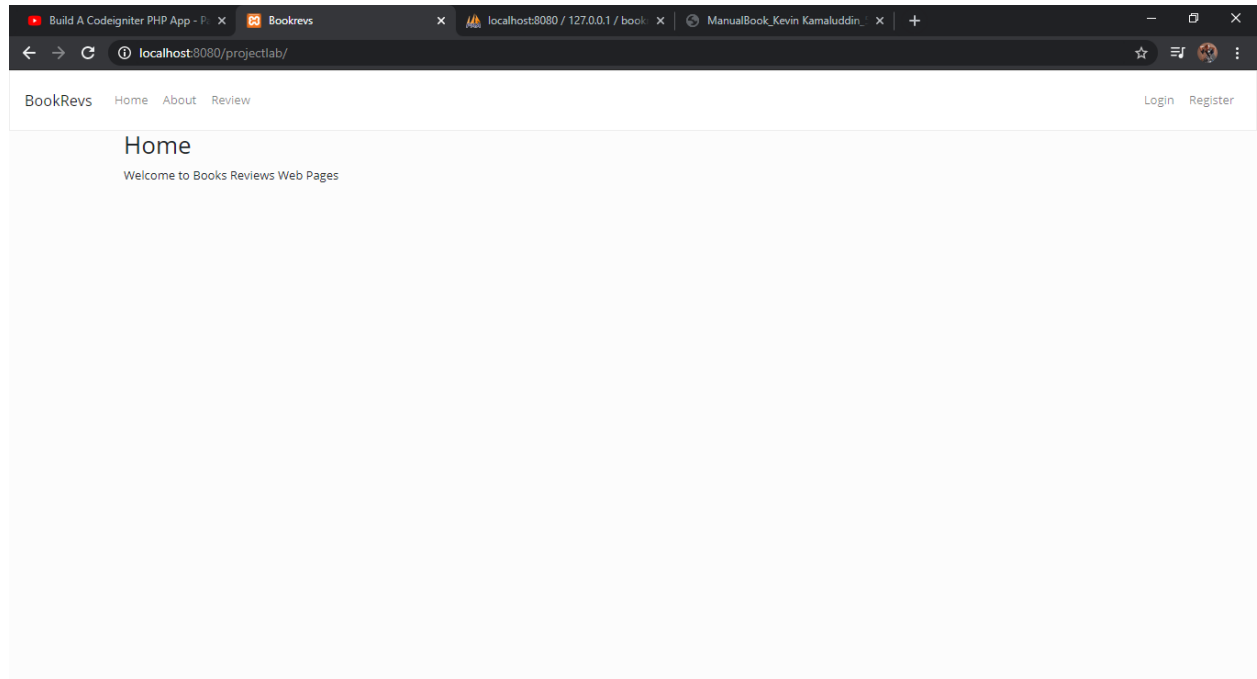 Build A Codeigniter PHP App - P
Bookrevs
localhost:8080 / 127.0.0.1 / book
ManualBook_Kevin Kamaluddin_
localhost:8080/projectlab/
BookRevs Home About Review Login Register
Home
Welcome to Books Reviews Web Pages